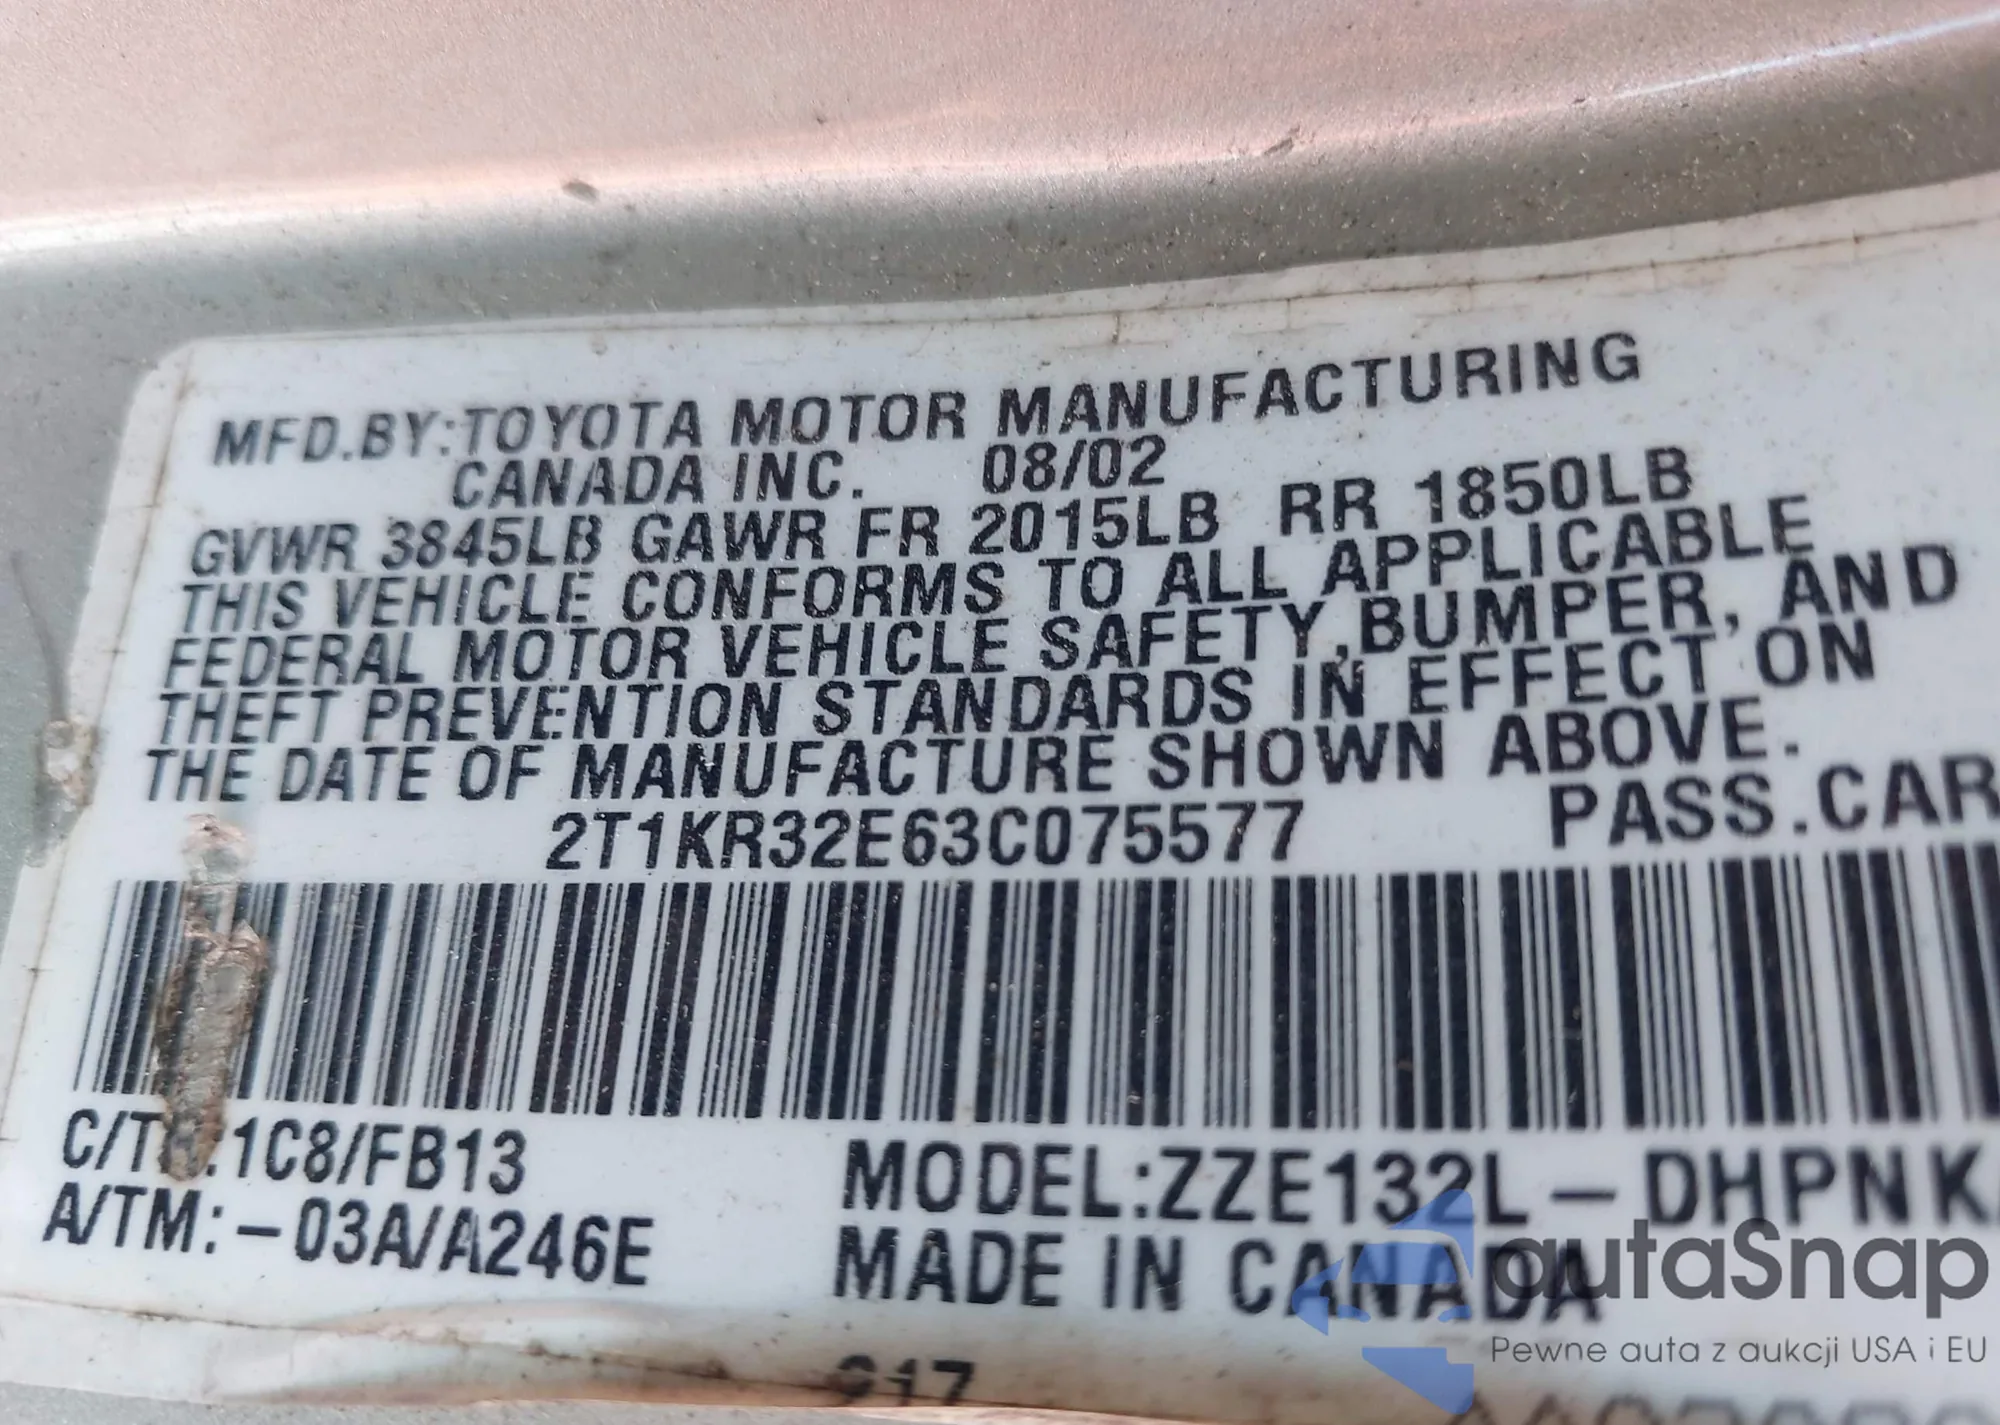 MFD.BY:TOYOTA MOTOR MANUFACTURING
CANADA INC. 08/02
GVWR 3845LB GAWR FR 2015LB RR 1850LB
THIS VEHICLE CONFORMS TO ALL APPLICABLE
FEDERAL MOTOR VEHICLE SAFETY,BUMPER, AND
THEFT PREVENTION STANDARDS IN EFFECT ON
THE DATE OF MANUFACTURE SHOWN ABOVE.
2T1KR32E63C075577 PASS.CAR
C/T .1C8/FB13
A/TM:-03A/A246E
MODEL:ZZE132L-DHPNK
MADE IN CANADA
autaSnap
Pewne auta z aukcji USA i EU
C17